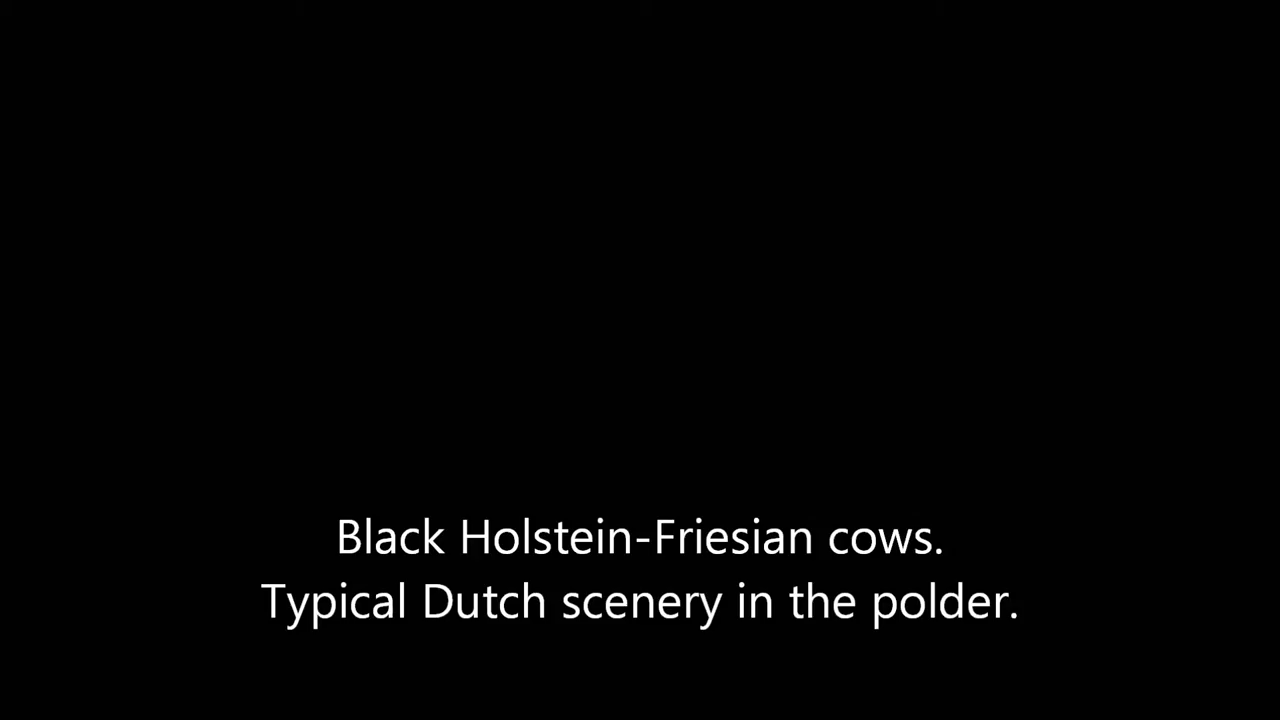 Black Holstein-Friesian cows.
Typical Dutch scenery in the polder.